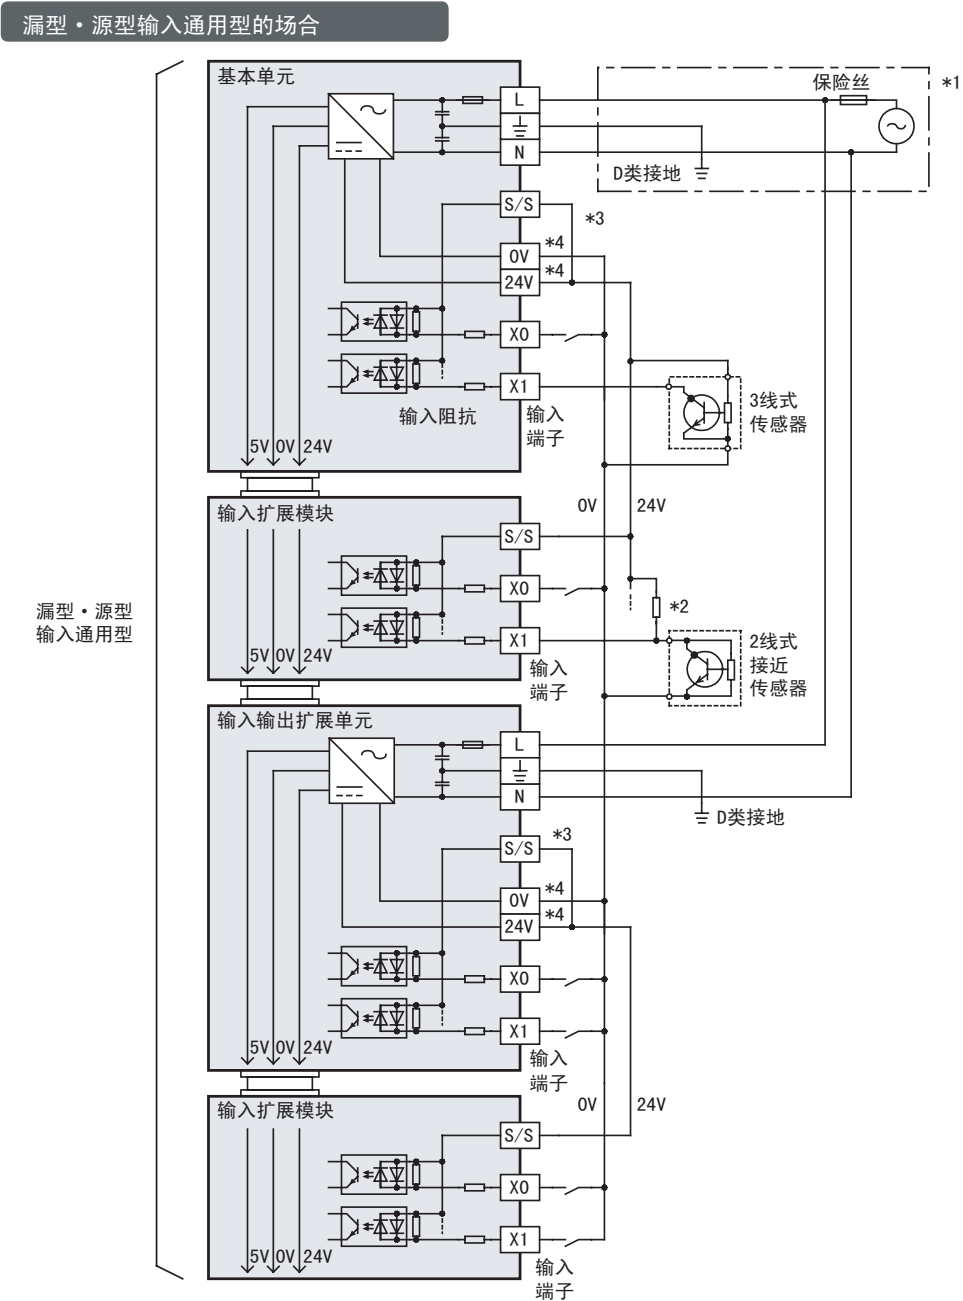 漏型・源型输入通用型的场合
基本单元
保险丝
*1
L
N
D类接地
S/S
*3
0V
*4
24V
*4
X0
X1
输入阻抗
输入
端子
3线式
传感器
5V 0V 24V
0V 24V
输入扩展模块
S/S
X0
*2
X1
漏型・源型
输入通用型
2线式
接近
传感器
5V 0V 24V
输入
端子
输入输出扩展单元
L
N
D类接地
*3
S/S
*4
0V
*4
24V
X0
X1
5V 0V 24V
输入
端子
0V 24V
输入扩展模块
S/S
X0
X1
5V 0V 24V
输入
端子